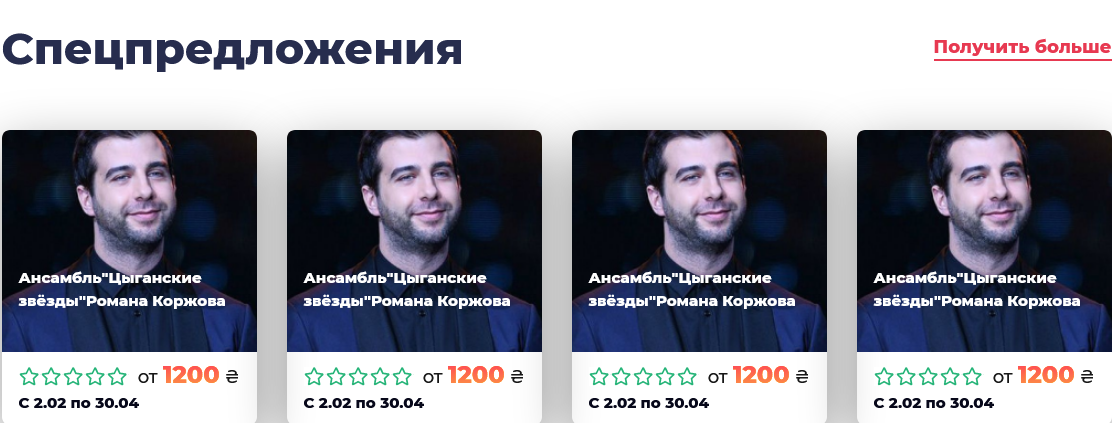 Спецпредложения
Получить больше
Ансамбль"Цыганские
звёзды"Романа Коржова
от 1200 ₴
С 2.02 по 30.04
Ансамбль"Цыганские
звёзды"Романа Коржова
от 1200 ₴
С 2.02 по 30.04
Ансамбль"Цыганские
звёзды"Романа Коржова
от 1200 ₴
С 2.02 по 30.04
Ансамбль"Цыганские
звёзды"Романа Коржова
от 1200 ₴
С 2.02 по 30.04